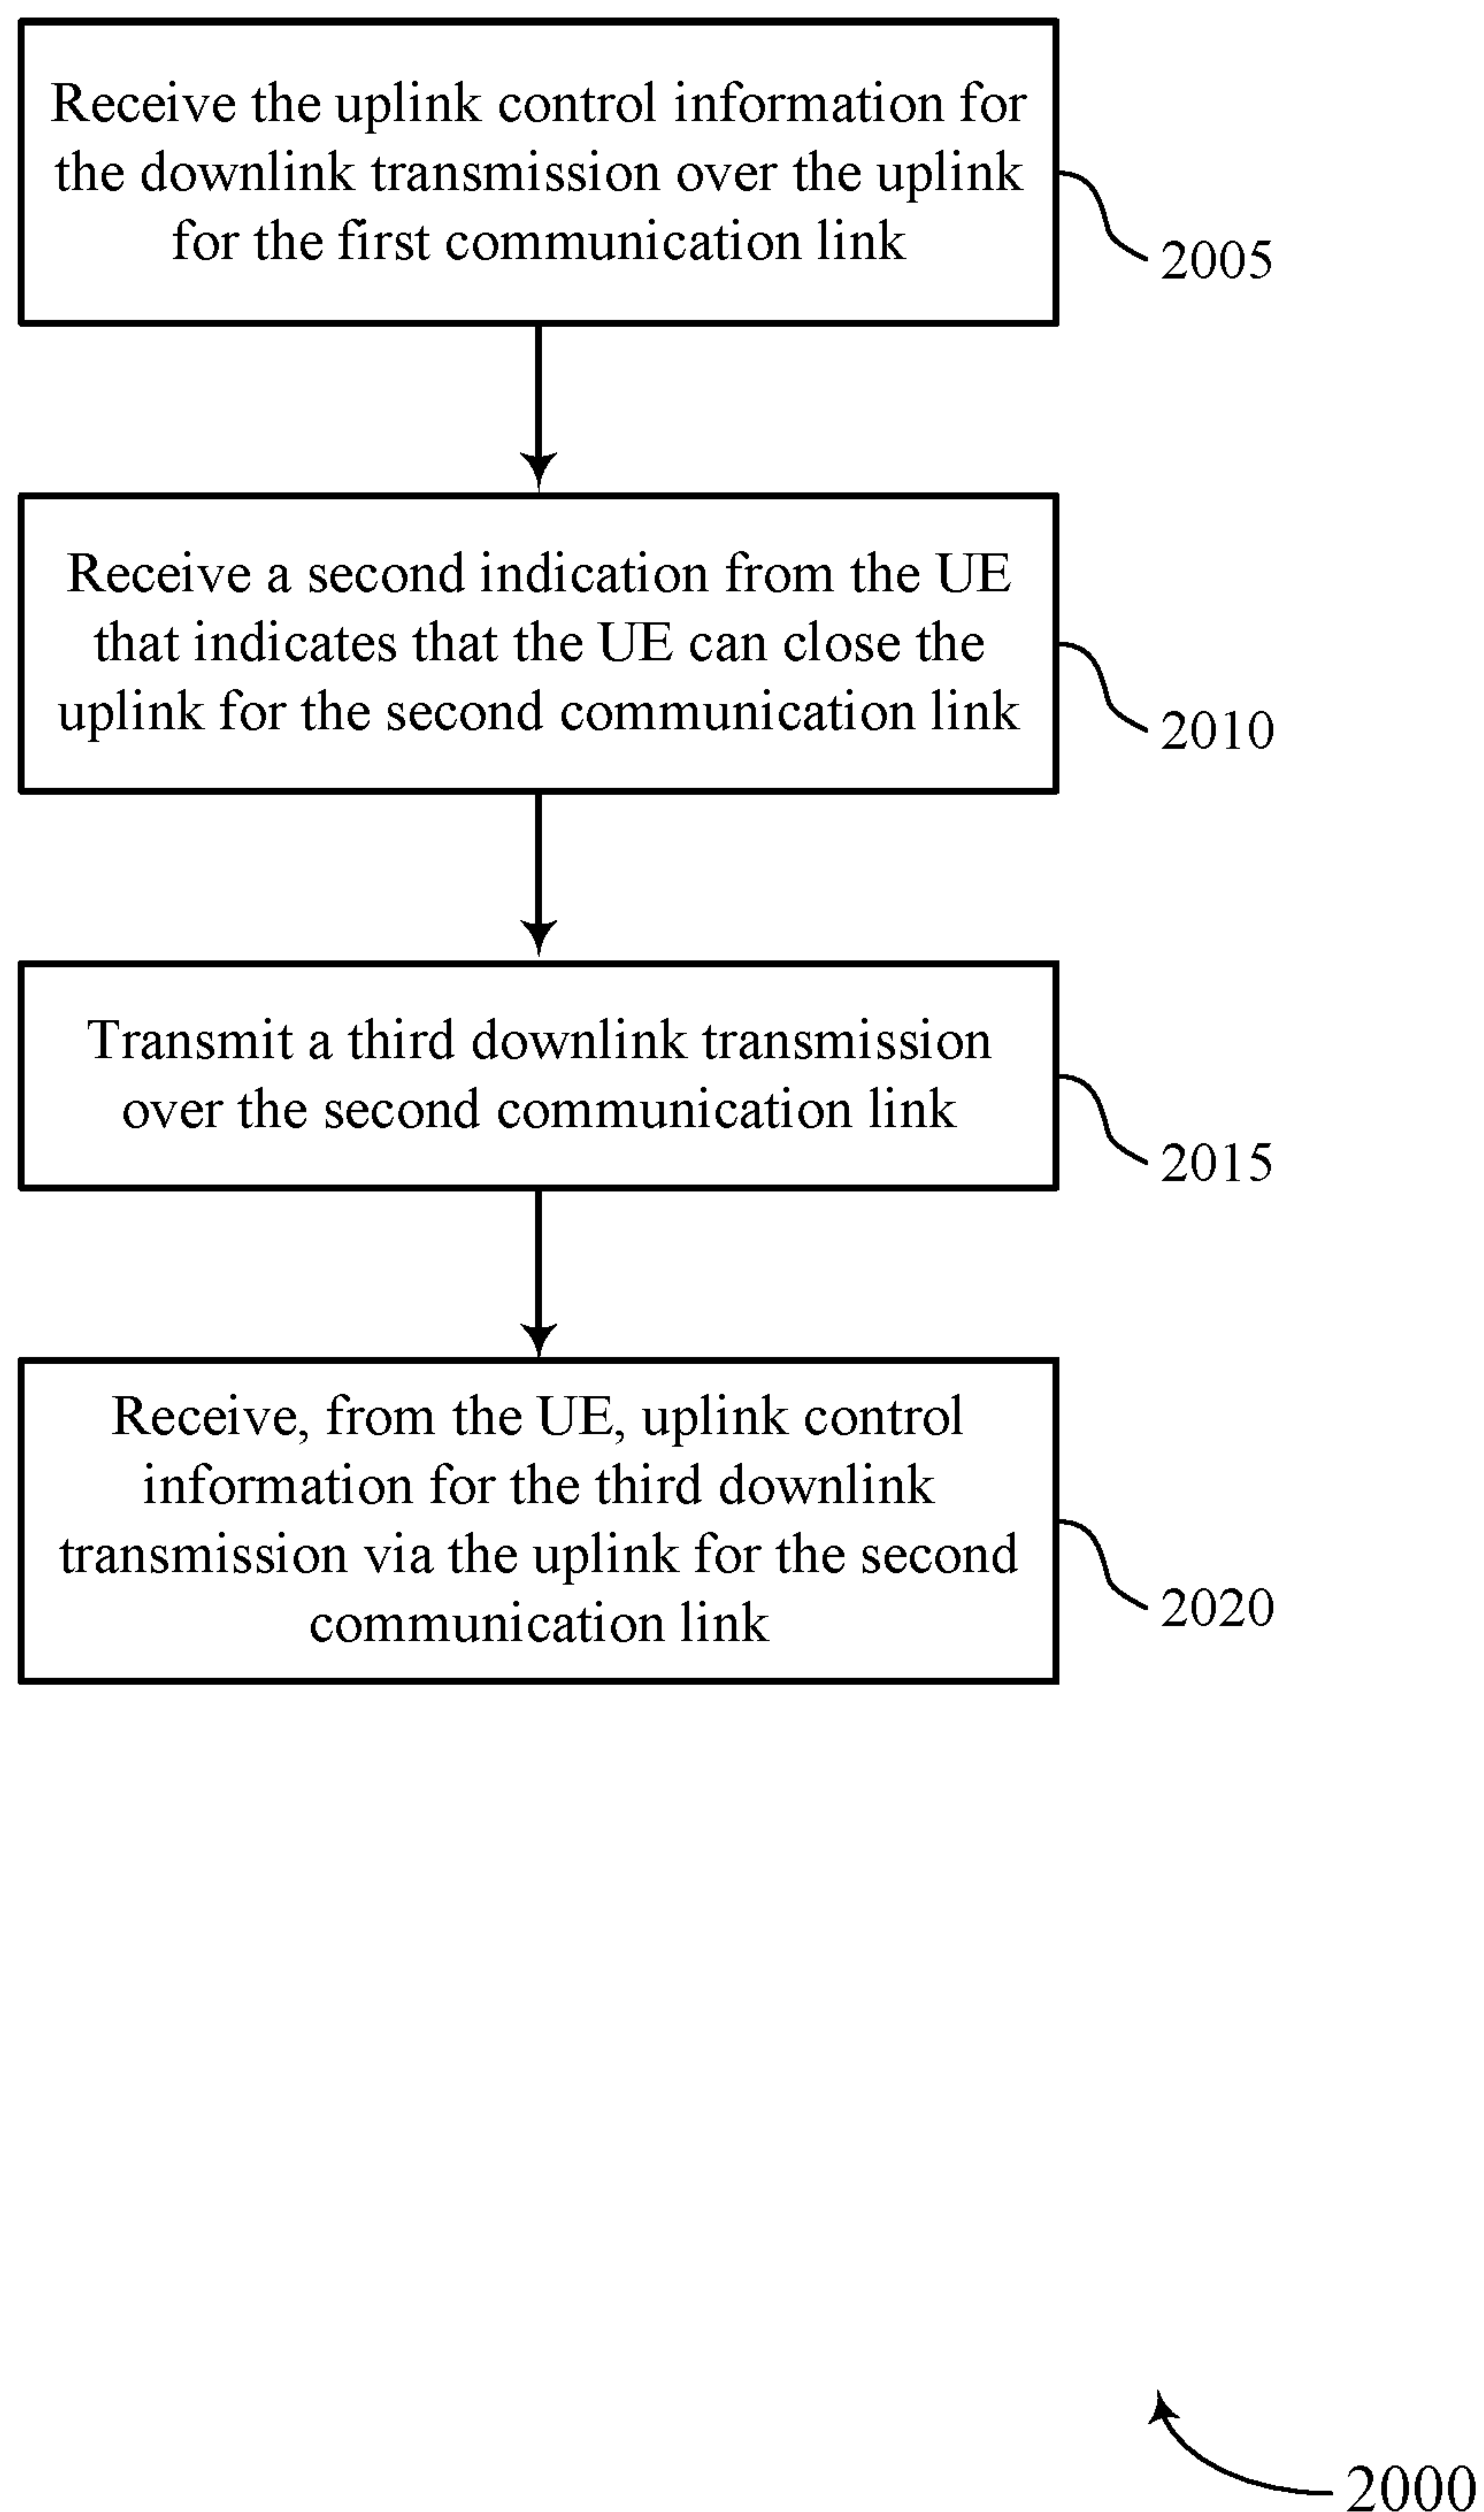 Receive the uplink control information for
the downlink transmission over the uplink
for the first communication link
2005
Receive a second indication from the UE
that indicates that the UE can close the
uplink for the second communication link
2010
Transmit a third downlink transmission
over the second communication link
2015
Receive, from the UE, uplink control
information for the third downlink
transmission via the uplink for the second
communication link
2020
2000